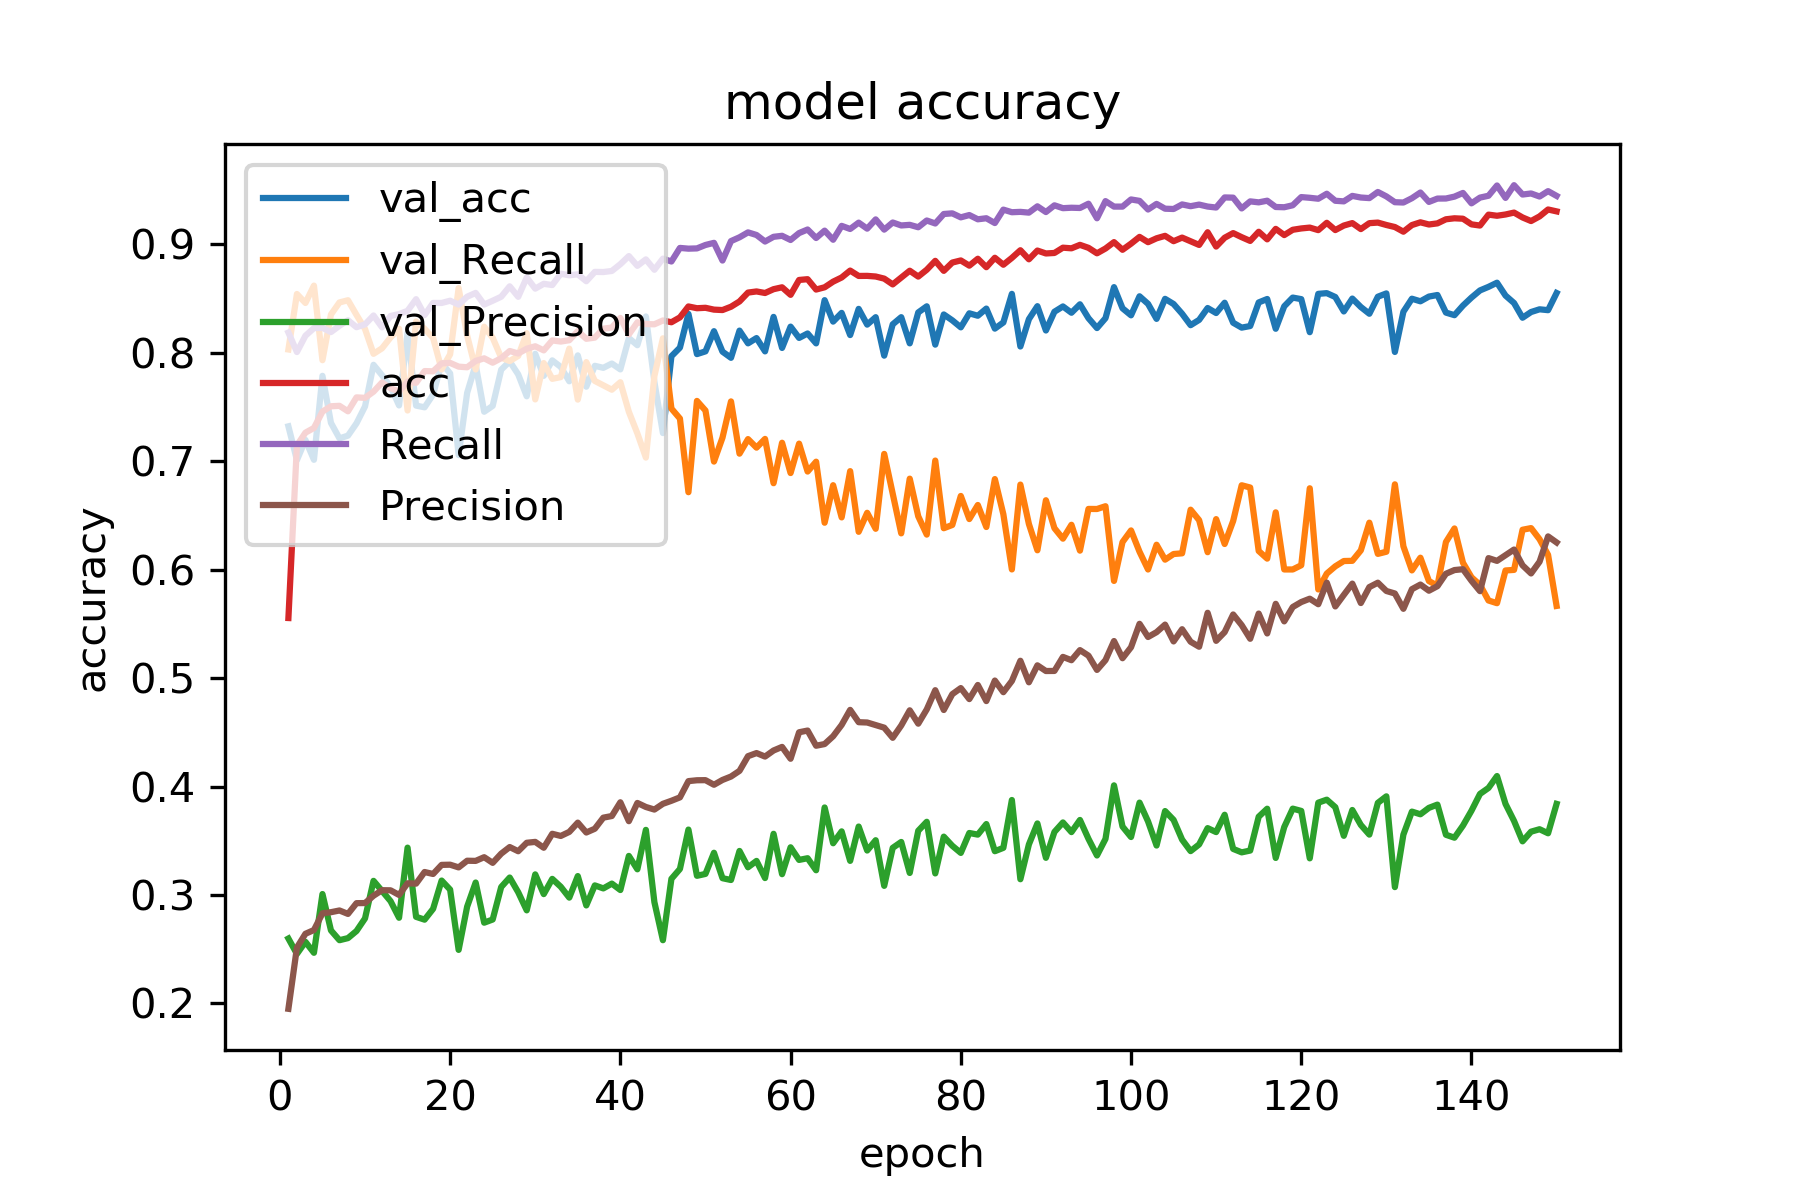 model accuracy
val_acc
val_Recall
val_Precision
acc
Recall
Precision
accuracy
0.9
0.8
0.7
0.6
0.5
0.4
0.3
0.2
0 20 40 60 80 100 120 140
epoch